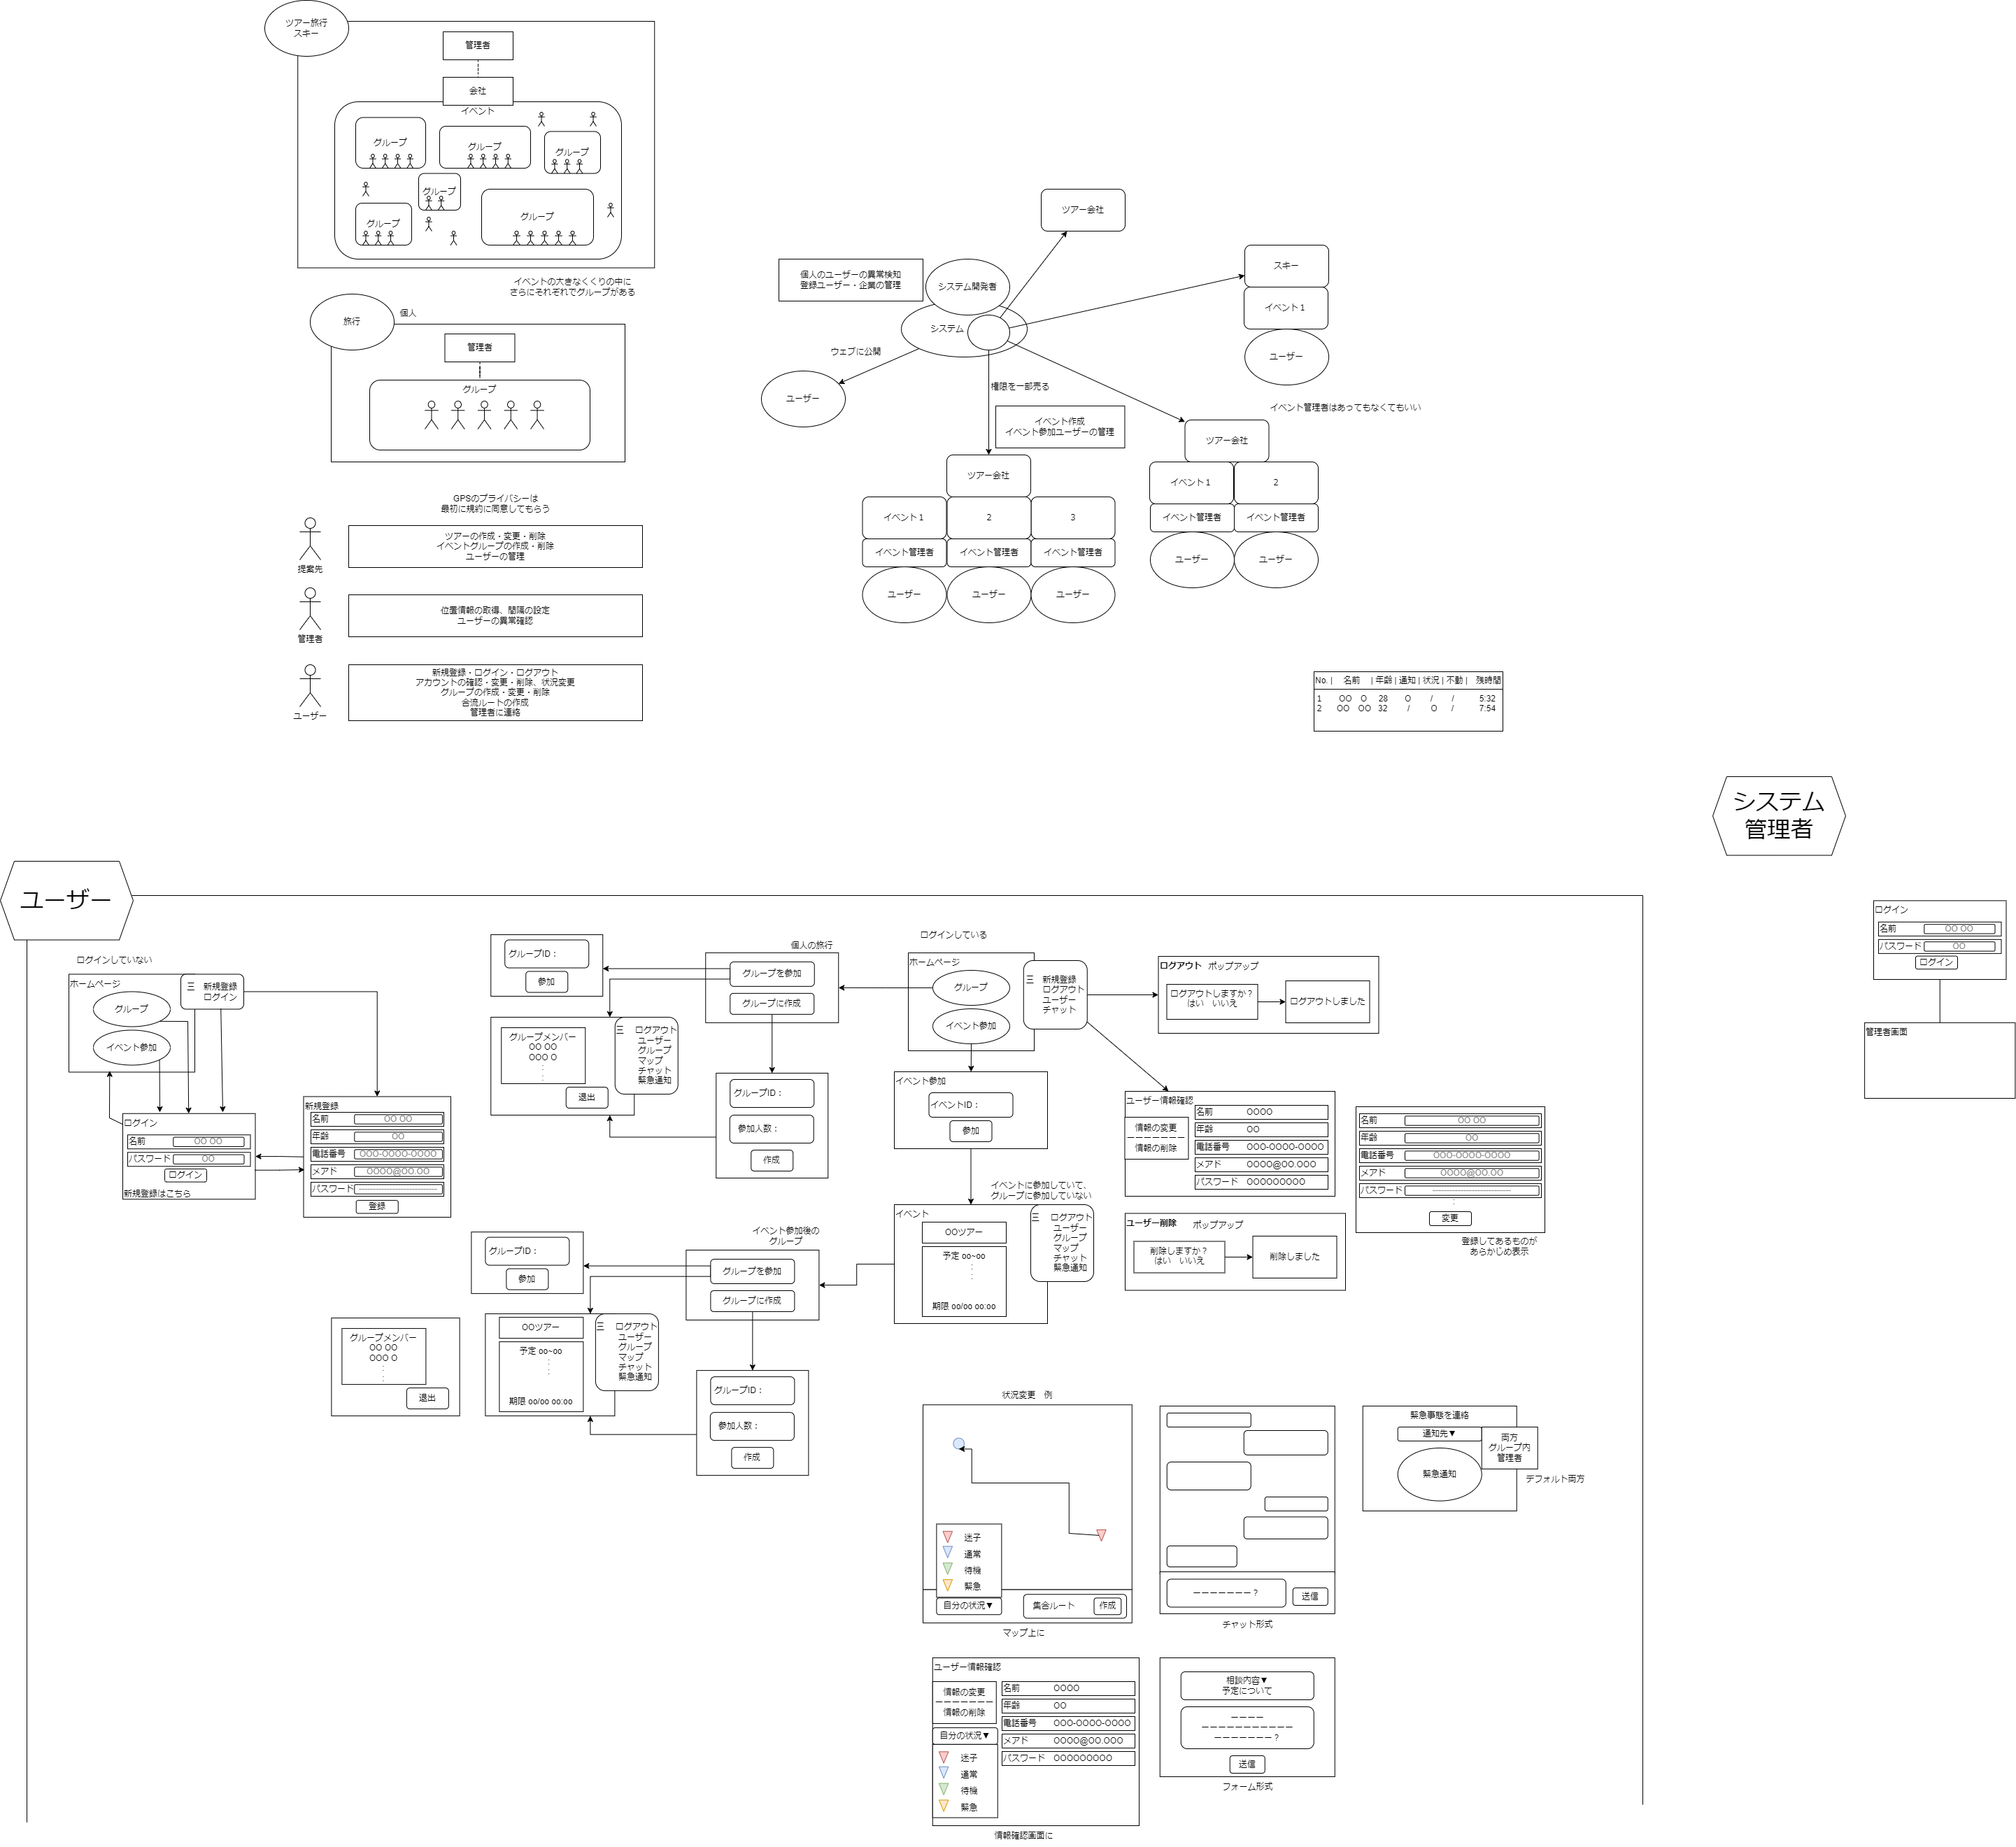 ツアー旅行
スキー
管理者
会社
イベント
グループ
グループ
グループ
グループ
グループ
グループ
イベントの大きなくくりの中に
さらにそれぞれでグループがある
旅行
個人
管理者
グループ
GPSのプライバシーは
最初に規約に同意してもらう
提案先
ツアーの作成・変更・削除
イベントグループの作成・削除
ユーザーの管理
管理者
位置情報の取得、間隔の設定
ユーザーの異常確認
ユーザー
新規登録・ログイン・ログアウト
アカウントの確認・変更・削除、状況変更
グループの作成・変更・削除
合流ルートの作成
管理者に連絡
ツアー会社
個人のユーザーの異常検知
登録ユーザー・企業の管理
システム開発者
システム
スキー
イベント1
ユーザー
ウェブに公開
ユーザー
権限を一部売る
イベント作成
イベント参加ユーザーの管理
イベント管理者はあってもなくてもいい
ツアー会社
イベント1
2
イベント管理者
イベント管理者
ユーザー
ユーザー
ツアー会社
イベント1
2
3
イベント管理者
イベント管理者
イベント管理者
ユーザー
ユーザー
ユーザー
No. | 名前 | 年齢 | 通知 | 状況 | 不動 | 残時間
1 OO O 28 O / / 5:32
2 OO OO 32 / O / 7:54
システム
管理者
ログイン
名前 OO OO
パスワード OO
ログイン
管理者画面
ユーザー
ログインしていない
ホームページ
グループ
イベント参加
三 新規登録
ログイン
ログイン
名前 OO OO
パスワード OO
ログイン
新規登録はこちら
新規登録
名前 OO OO
年齢 OO
電話番号 OOO-OOOO-OOOO
メアド OOOO@OO.OO
パスワード -----------------------------
登録
グループID：
参加
個人の旅行
グループを参加
グループに作成
グループメンバー
OO OO
OOO O
:
:
退出
三 ログアウト
ユーザー
グループ
マップ
チャット
緊急通知
グループID：
参加人数：
作成
ログインしている
ホームページ
グループ
イベント参加
三 新規登録
ログアウト
ユーザー
チャット
ログアウト ポップアップ
ログアウトしますか？
はい いいえ
ログアウトしました
イベント参加
イベントID：
参加
ユーザー情報確認
情報の変更
ーーーーーーー
情報の削除
名前 OOOO
年齢 OO
電話番号 OOO-OOOO-OOOO
メアド OOOO@OO.OOO
パスワード OOOOOOOOO
名前 OO OO
年齢 OO
電話番号 OOO-OOOO-OOOO
メアド OOOO@OO.OO
パスワード -----------------------------
:
変更
登録してあるものが
あらかじめ表示
ユーザー削除 ポップアップ
削除しますか？
はい いいえ
削除しました
イベントに参加していて、
グループに参加していない
イベント
OOツアー
予定 oo~oo
:
:
期限 oo/oo oo:oo
三 ログアウト
ユーザー
グループ
マップ
チャット
緊急通知
イベント参加後の
グループ
グループを参加
グループに作成
グループID：
参加
グループメンバー
OO OO
OOO O
:
:
退出
OOツアー
予定 oo~oo
:
:
期限 oo/oo oo:oo
三 ログアウト
ユーザー
グループ
マップ
チャット
緊急通知
グループID：
参加人数：
作成
状況変更 例
迷子
通常
待機
緊急
自分の状況▼
集合ルート
作成
マップ上に
ーーーーーーー？
送信
チャット形式
緊急事態を連絡
通知先▼
両方
グループ内
管理者
緊急通知
デフォルト両方
ユーザー情報確認
情報の変更
ーーーーーーー
情報の削除
自分の状況▼
迷子
通常
待機
緊急
名前 OOOO
年齢 OO
電話番号 OOO-OOOO-OOOO
メアド OOOO@OO.OOO
パスワード OOOOOOOOO
情報確認画面に
相談内容▼
予定について
ーーーー
ーーーーーーーーーーー
ーーーーーーー？
送信
フォーム形式